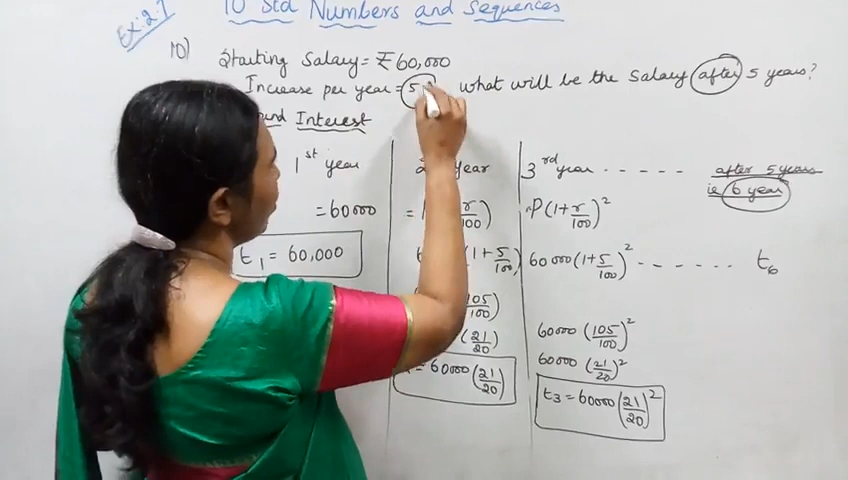 10 Std Numbers and Sequences
Ex: 2.7
10) Starting Salary = ₹ 60,000
Increase per year = 5 what will be the salary after 5 years?
Interest
1st year
year
3rd year - - - - - after 5 years
ie 6 year
= 60000
= r/100)
P(1+r/100)²
t₁ = 60,000
(1+5/100)
60000(1+5/100)² - - - - - - - t₆
105/100)
60000 (105/100)²
(21/20)
60000 (21/20)²
= 60000(21/20)
t₃ = 60000(21/20)²